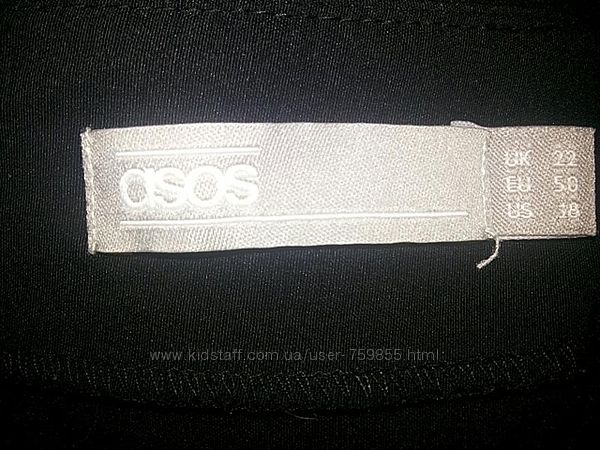 asos
UK 22
EU 50
US 18
www.kidstaff.com.ua/user-759855.html